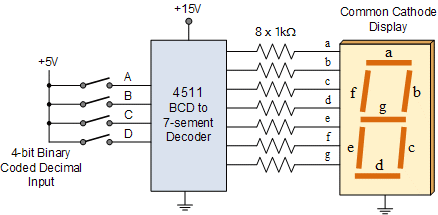 +15V
Common Cathode
Display
8 x 1kΩ
+5V
A
B
C
D
4511
BCD to
7-sement
Decoder
a
b
c
d
e
f
g
a
f
b
g
e
c
d
4-bit Binary
Coded Decimal
Input